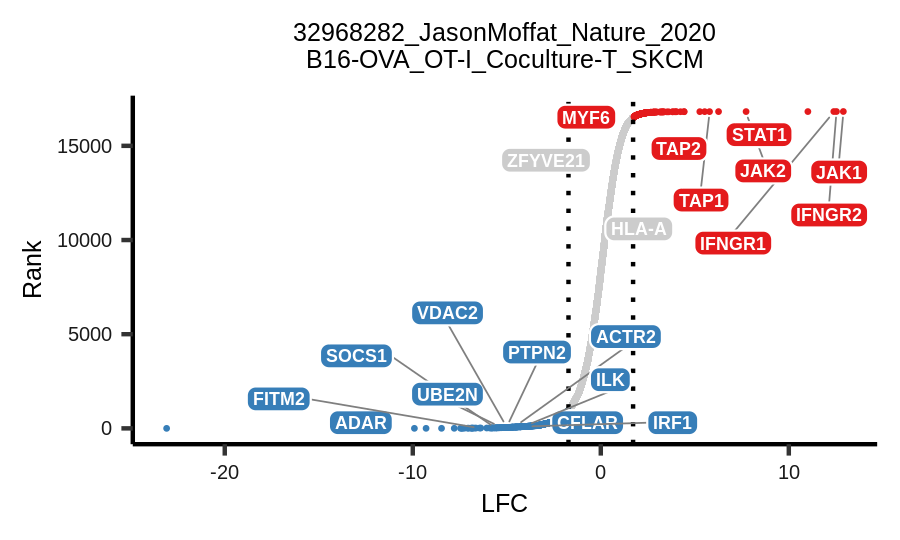 32968282_JasonMoffat_Nature_2020
B16-OVA_OT-I_Coculture-T_SKCM
Rank
15000
10000
5000
0
MYF6
ZFYVE21
STAT1
TAP2
JAK2
JAK1
TAP1
IFNGR2
HLA-A
IFNGR1
VDAC2
ACTR2
SOCS1
PTPN2
ILK
UBE2N
FITM2
ADAR
CFLAR
IRF1
-20
-10
0
10
LFC